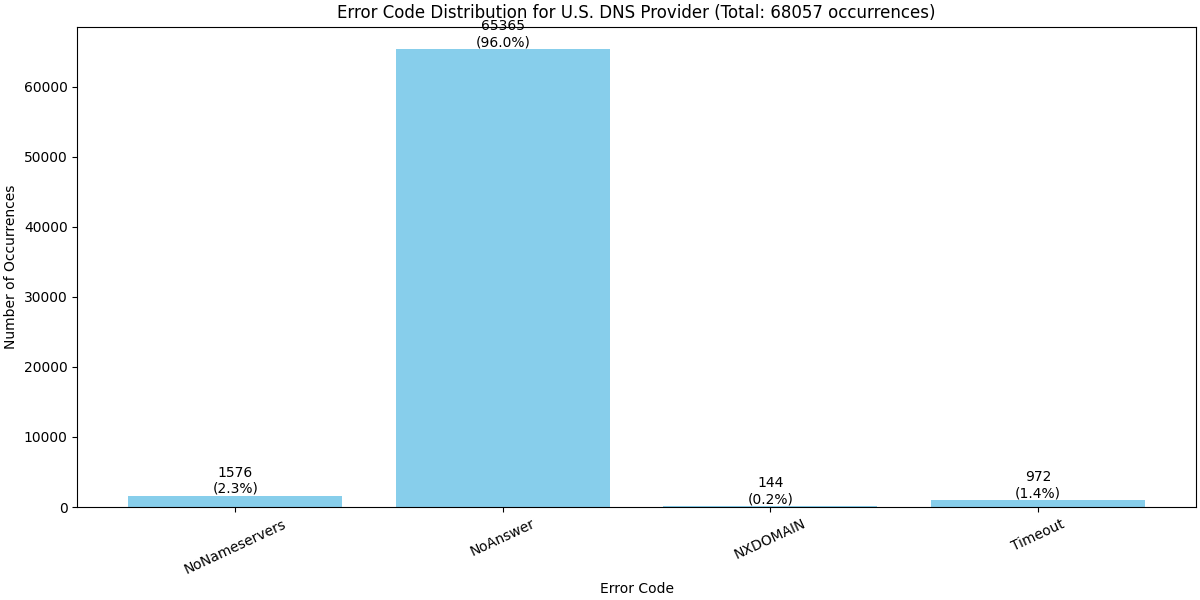 Error Code Distribution for U.S. DNS Provider (Total: 68057 occurrences)
65365
(96.0%)
60000
50000
40000
30000
20000
10000
0
Number of Occurrences
1576
(2.3%)
144
(0.2%)
972
(1.4%)
NoNameservers
NoAnswer
NXDOMAIN
Timeout
Error Code